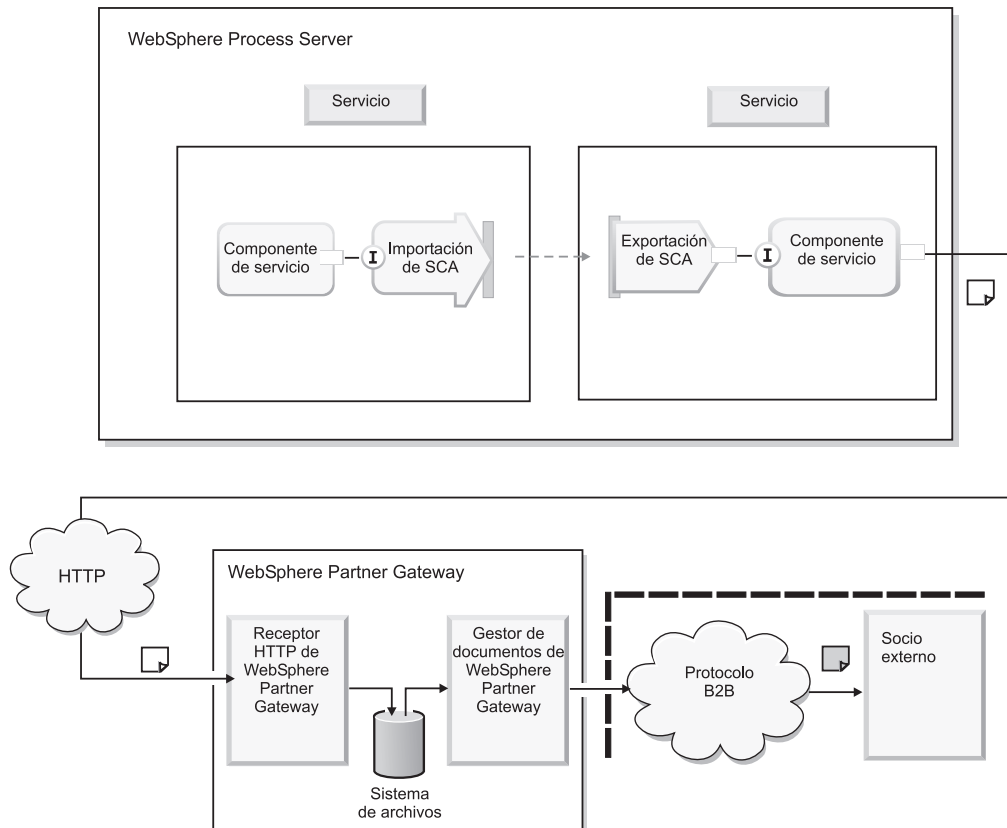 WebSphere Process Server
Servicio
Servicio
Componente
de servicio
I
Importación
de SCA
Exportación
de SCA
I
Componente
de servicio
HTTP
WebSphere Partner Gateway
Receptor
HTTP de
WebSphere
Partner
Gateway
Gestor de
documentos de
WebSphere
Partner
Gateway
Sistema
de archivos
Protocolo
B2B
Socio
externo